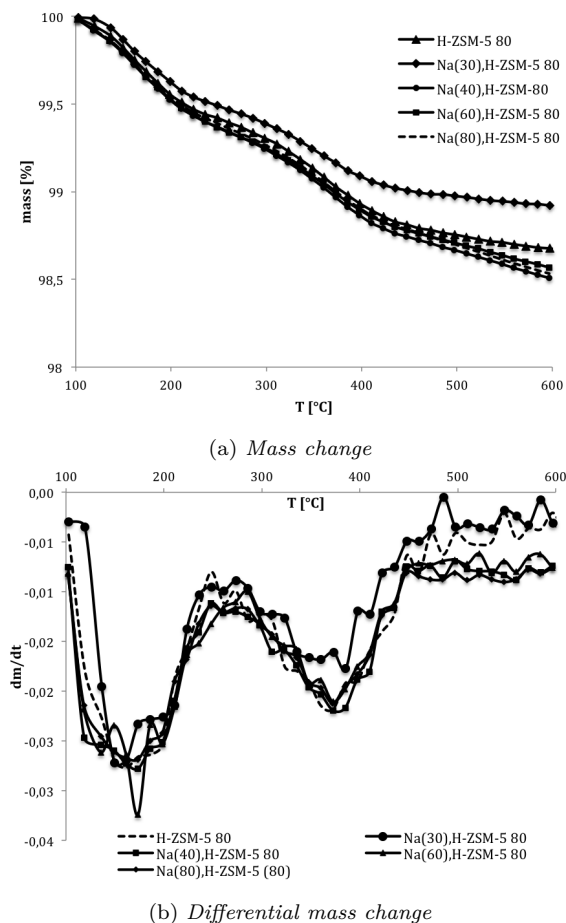 100
99,5
99
98,5
98
mass [%]
100
200
300
400
500
600
T [°C]
H-ZSM-5 80
Na(30),H-ZSM-5 80
Na(40),H-ZSM-80
Na(60),H-ZSM-5 80
Na(80),H-ZSM-5 80
(a) Mass change
100
200
300
400
500
600
T [°C]
0,00
-0,01
-0,01
-0,02
-0,02
-0,03
-0,03
-0,04
dm/dt
H-ZSM-5 80
Na(30),H-ZSM-5 80
Na(40),H-ZSM-5 80
Na(60),H-ZSM-5 80
Na(80),H-ZSM-5 (80)
(b) Differential mass change